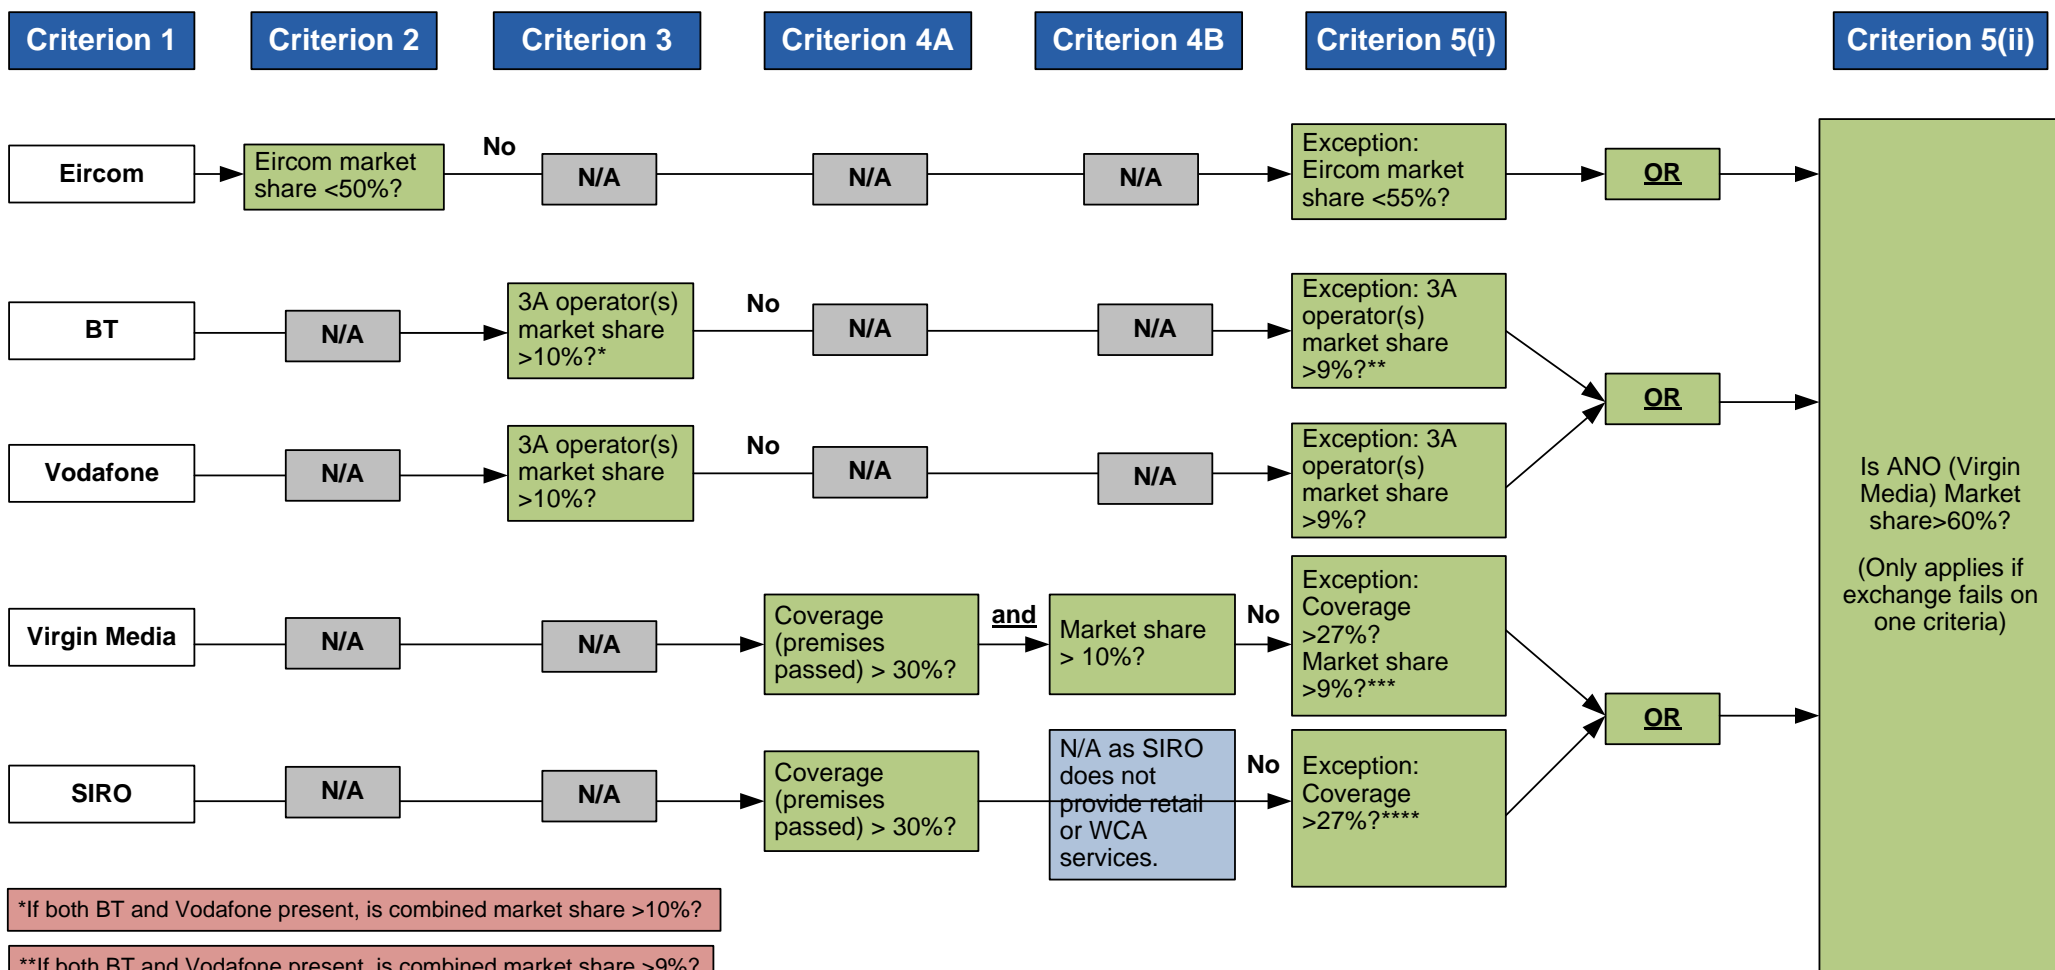 Criterion 1
Criterion 2
Criterion 3
Criterion 4A
Criterion 4B
Criterion 5(i)
Criterion 5(ii)
Eircom
Eircom market
share <50%?
No
N/A
N/A
N/A
Exception:
Eircom market
share <55%?
OR
BT
N/A
3A operator(s)
market share
>10%?*
No
N/A
N/A
Exception: 3A
operator(s)
market share
>9%?**
OR
Vodafone
N/A
3A operator(s)
market share
>10%?
No
N/A
N/A
Exception: 3A
operator(s)
market share
>9%?
Virgin Media
N/A
N/A
Coverage
(premises
passed) > 30%?
and
Market share
> 10%?
No
Exception:
Coverage
>27%?
Market share
>9%?***
OR
SIRO
N/A
N/A
Coverage
(premises
passed) > 30%?
N/A as SIRO
does not
provide retail
or WCA
services.
No
Exception:
Coverage
>27%?****
Is ANO (Virgin
Media) Market
share>60%?
(Only applies if
exchange fails on
one criteria)
*If both BT and Vodafone present, is combined market share >10%?
**If both BT and Vodafone present, is combined market share >9%?